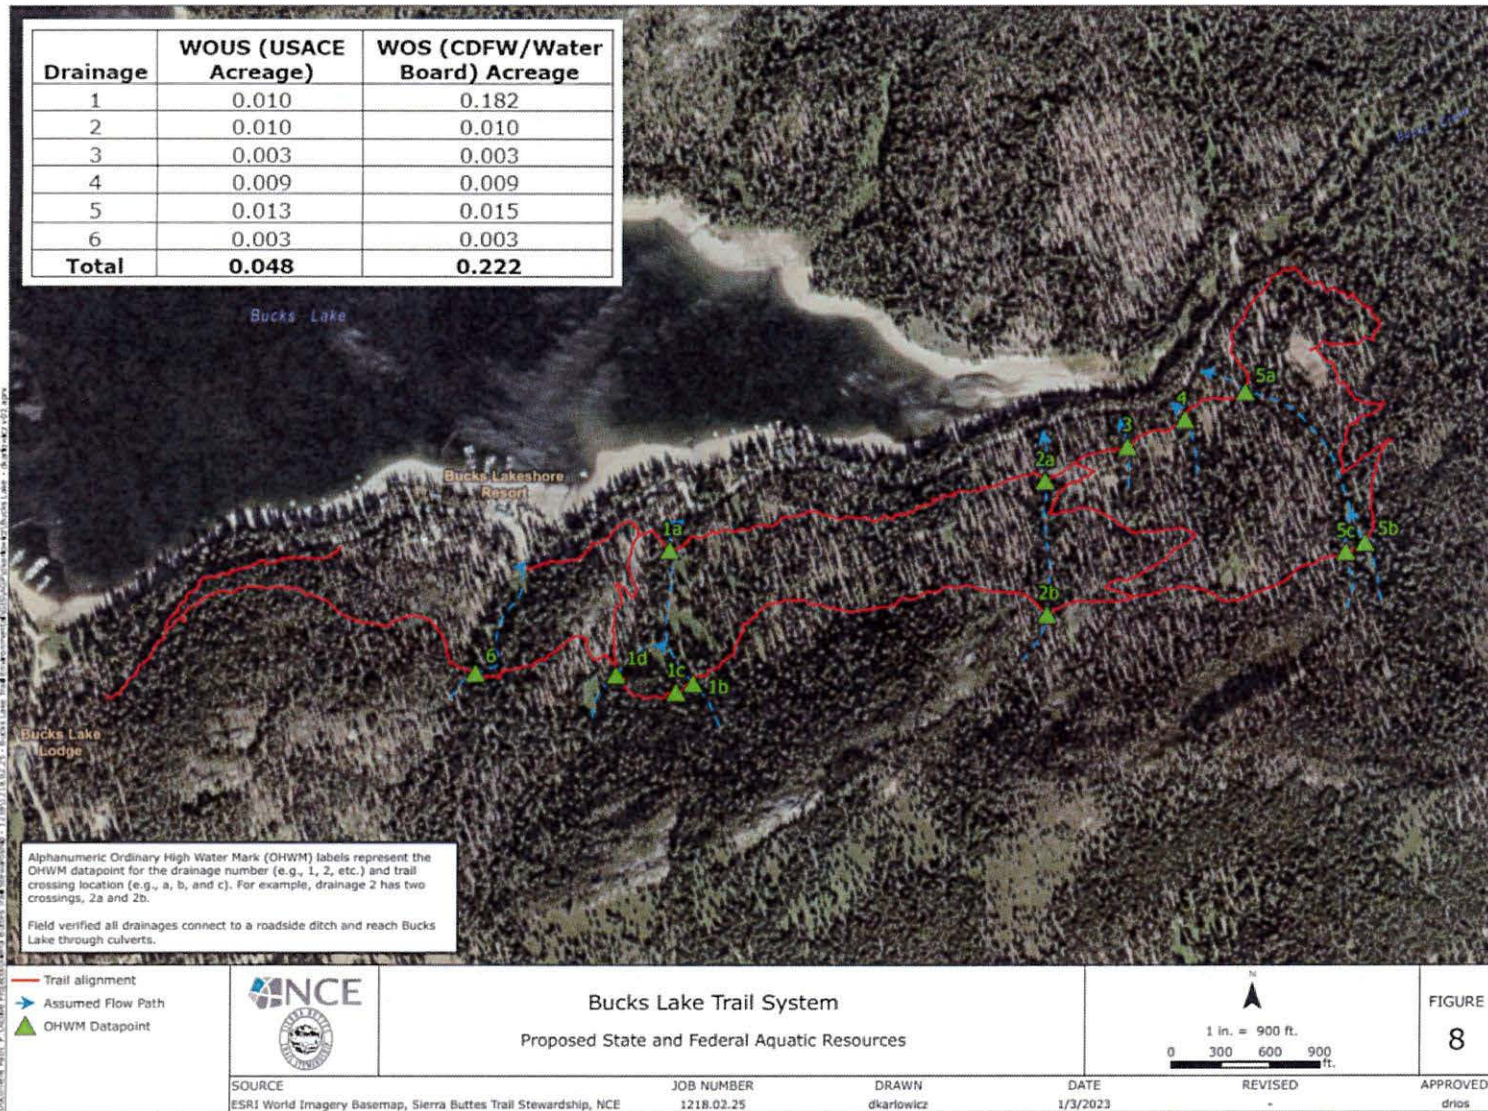 Drainage WOUS (USACE Acreage) WOS (CDFW/Water Board) Acreage
1 0.010 0.182
2 0.010 0.010
3 0.003 0.003
4 0.009 0.009
5 0.013 0.015
6 0.003 0.003
Total 0.048 0.222
Bucks Lake
Bucks Lakeshore
Resort
Bucks Lake
Lodge
5a
4
3
2a
1a
5c
5b
2b
6
1d
1c
1b
Alphanumeric Ordinary High Water Mark (OHWM) labels represent the
OHWM datapoint for the drainage number (e.g., 1, 2, etc.) and trail
crossing location (e.g., a, b, and c). For example, drainage 2 has two
crossings, 2a and 2b.
Field verified all drainages connect to a roadside ditch and reach Bucks
Lake through culverts.
Trail alignment
Assumed Flow Path
OHWM Datapoint
NCE
SIERRA BUTTES
TRAIL STEWARDSHIP
Bucks Lake Trail System
Proposed State and Federal Aquatic Resources
N
1 in. = 900 ft.
0 300 600 900
ft.
FIGURE
8
SOURCE JOB NUMBER DRAWN DATE REVISED APPROVED
ESRI World Imagery Basemap, Sierra Buttes Trail Stewardship, NCE 1218.02.25 dkarlowicz 1/3/2023 - drios